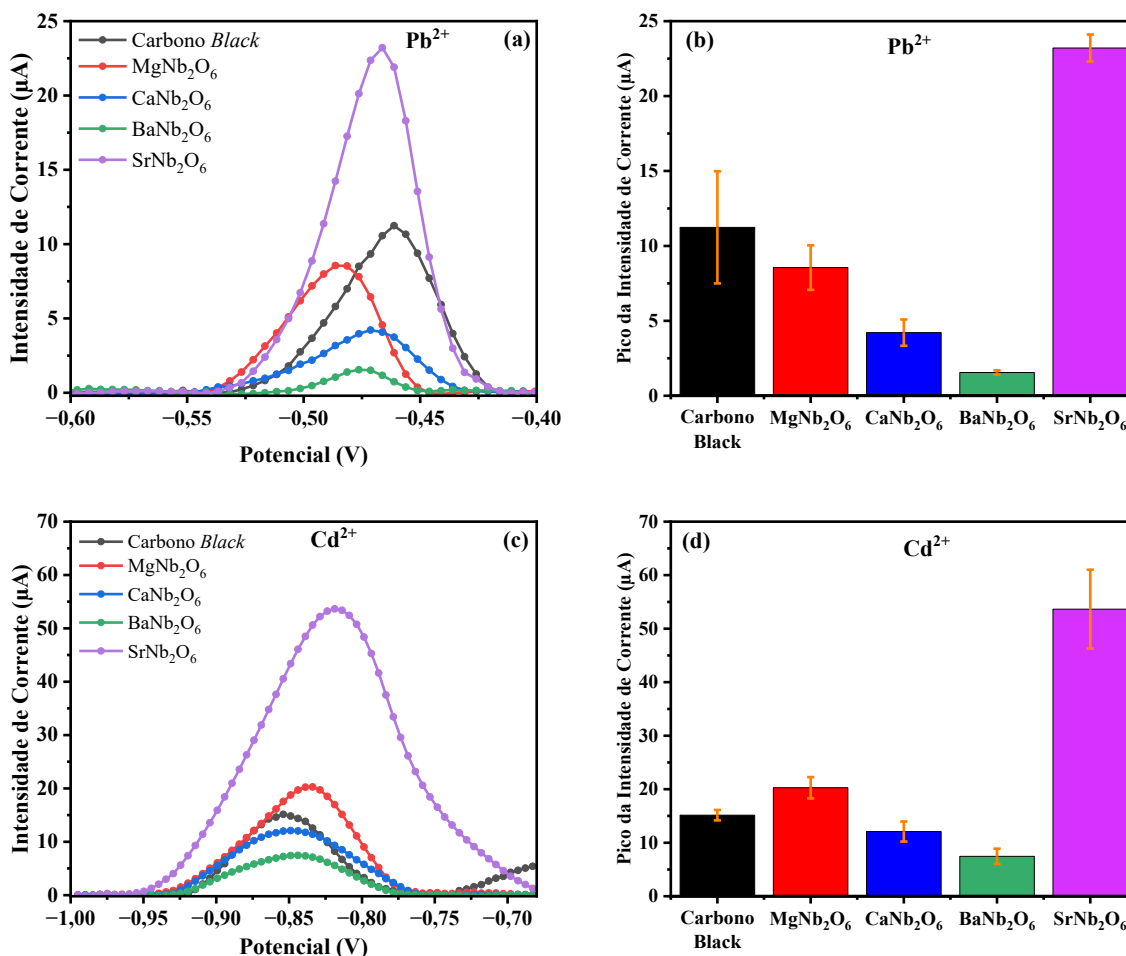 Pb²⁺ (a)
Carbono Black
MgNb₂O₆
CaNb₂O₆
BaNb₂O₆
SrNb₂O₆
Intensidade de Corrente (µA)
25
20
15
10
5
0
−0,60 −0,55 −0,50 −0,45 −0,40
Potencial (V)
(b) Pb²⁺
Pico da Intensidade de Corrente (µA)
25
20
15
10
5
0
Carbono Black MgNb₂O₆ CaNb₂O₆ BaNb₂O₆ SrNb₂O₆
Cd²⁺ (c)
Carbono Black
MgNb₂O₆
CaNb₂O₆
BaNb₂O₆
SrNb₂O₆
Intensidade de Corrente (µA)
70
60
50
40
30
20
10
0
−1,00 −0,95 −0,90 −0,85 −0,80 −0,75 −0,70
Potencial (V)
(d) Cd²⁺
Pico da Intensidade de Corrente (µA)
70
60
50
40
30
20
10
0
Carbono Black MgNb₂O₆ CaNb₂O₆ BaNb₂O₆ SrNb₂O₆